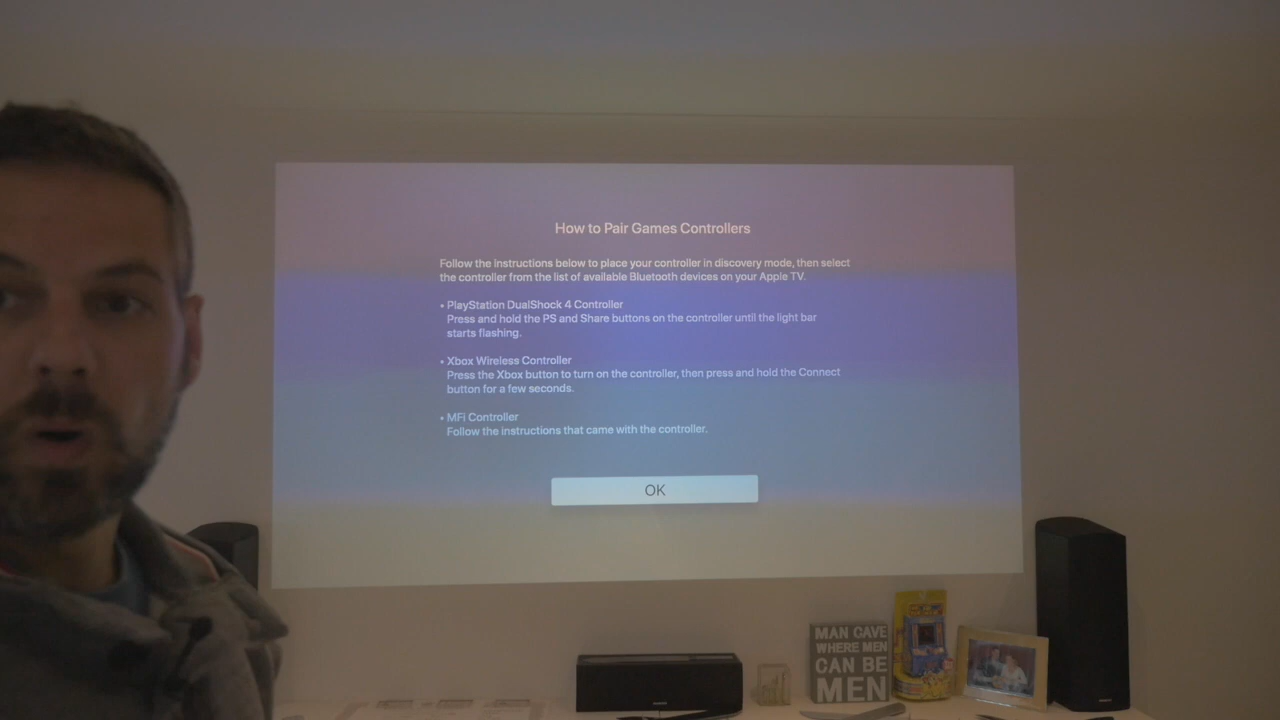 How to Pair Games Controllers
Follow the instructions below to place your controller in discovery mode, then select
the controller from the list of available Bluetooth devices on your Apple TV.
• PlayStation DualShock 4 Controller
Press and hold the PS and Share buttons on the controller until the light bar
starts flashing.
• Xbox Wireless Controller
Press the Xbox button to turn on the controller, then press and hold the Connect
button for a few seconds.
• MFi Controller
Follow the instructions that came with the controller.
OK
MAN CAVE
WHERE MEN
CAN BE
MEN